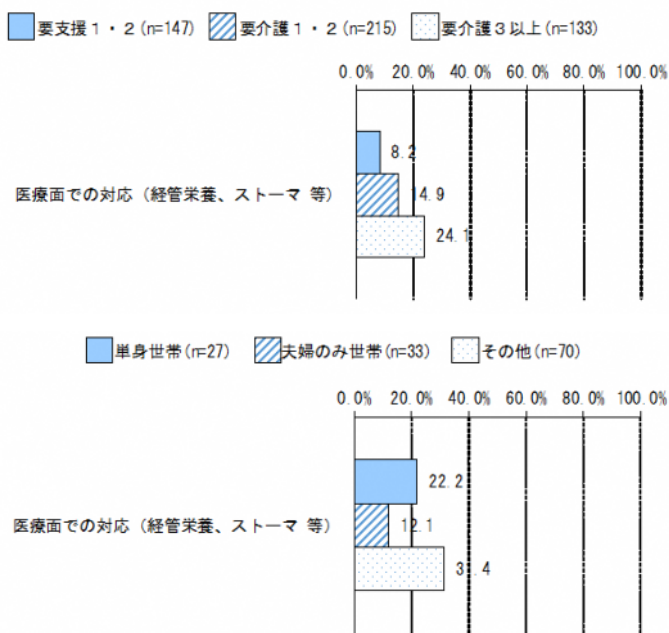 要支援１・２(n=147) 要介護１・２(n=215) 要介護３以上(n=133)
0.0% 20.0% 40.0% 60.0% 80.0% 100.0%
8.2
医療面での対応（経管栄養、ストーマ 等） 14.9
24.1
単身世帯(n=27) 夫婦のみ世帯(n=33) その他(n=70)
0.0% 20.0% 40.0% 60.0% 80.0% 100.0%
22.2
医療面での対応（経管栄養、ストーマ 等） 12.1
31.4